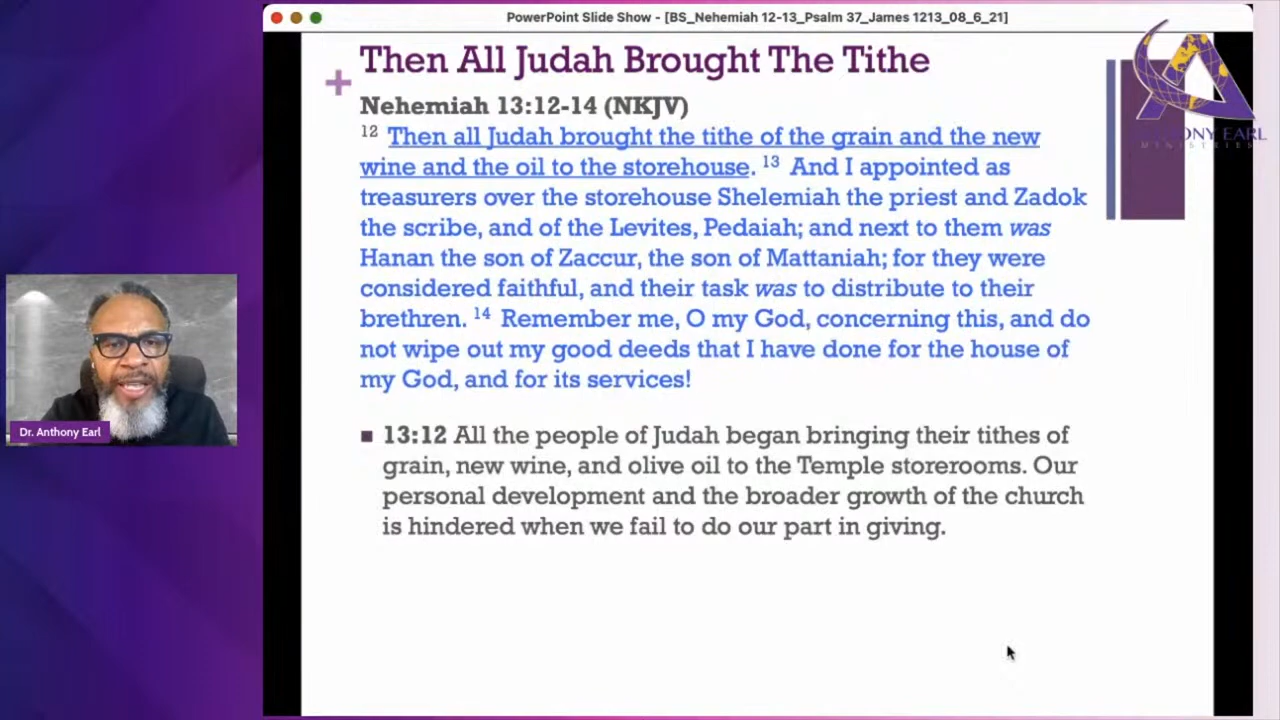 PowerPoint Slide Show - [BS_Nehemiah 12-13_Psalm 37_James 1213_08_6_21]
Then All Judah Brought The Tithe
Nehemiah 13:12-14 (NKJV)
12 Then all Judah brought the tithe of the grain and the new
wine and the oil to the storehouse. 13 And I appointed as
treasurers over the storehouse Shelemiah the priest and Zadok
the scribe, and of the Levites, Pedaiah; and next to them was
Hanan the son of Zaccur, the son of Mattaniah; for they were
considered faithful, and their task was to distribute to their
brethren. 14 Remember me, O my God, concerning this, and do
not wipe out my good deeds that I have done for the house of
my God, and for its services!
13:12 All the people of Judah began bringing their tithes of
grain, new wine, and olive oil to the Temple storerooms. Our
personal development and the broader growth of the church
is hindered when we fail to do our part in giving.
EARL
MINISTRIES
Dr. Anthony Earl